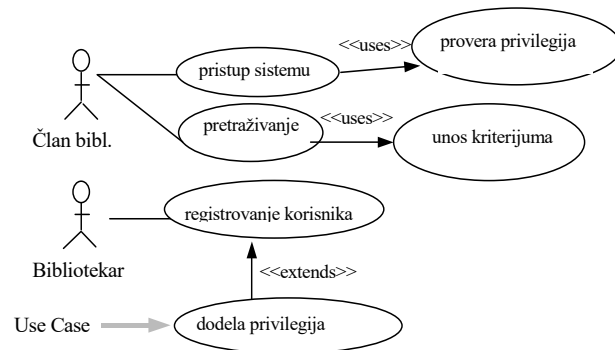 <<uses>>
provera privilegija
pristup sistemu
<<uses>>
pretraživanje
unos kriterijuma
Član bibl.
registrovanje korisnika
Bibliotekar
<<extends>>
Use Case
dodela privilegija